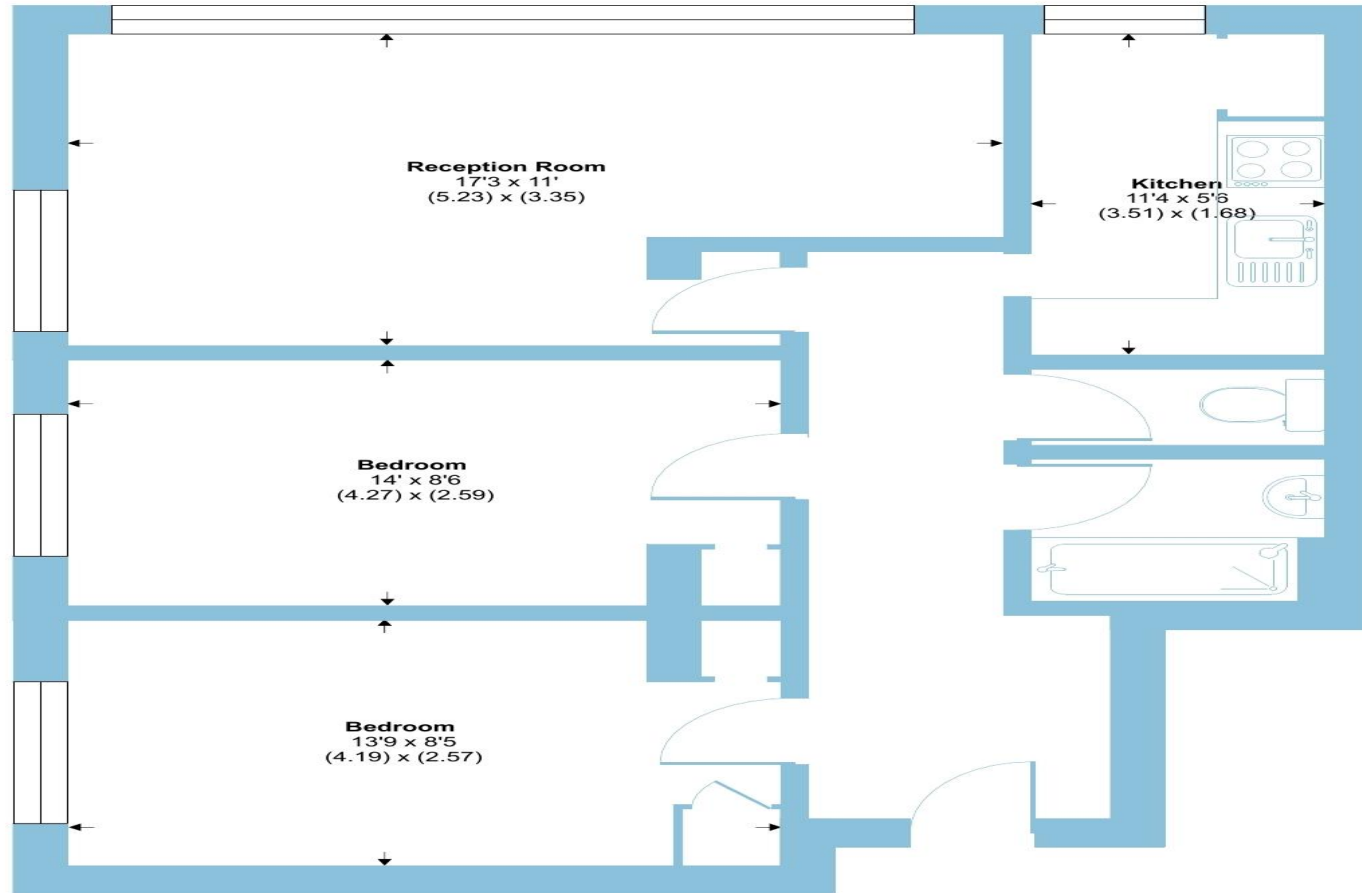 Reception Room
17'3 x 11'
(5.23) x (3.35)
Kitchen
11'4 x 5'6
(3.51) x (1.68)
Bedroom
14' x 8'6
(4.27) x (2.59)
Bedroom
13'9 x 8'5
(4.19) x (2.57)